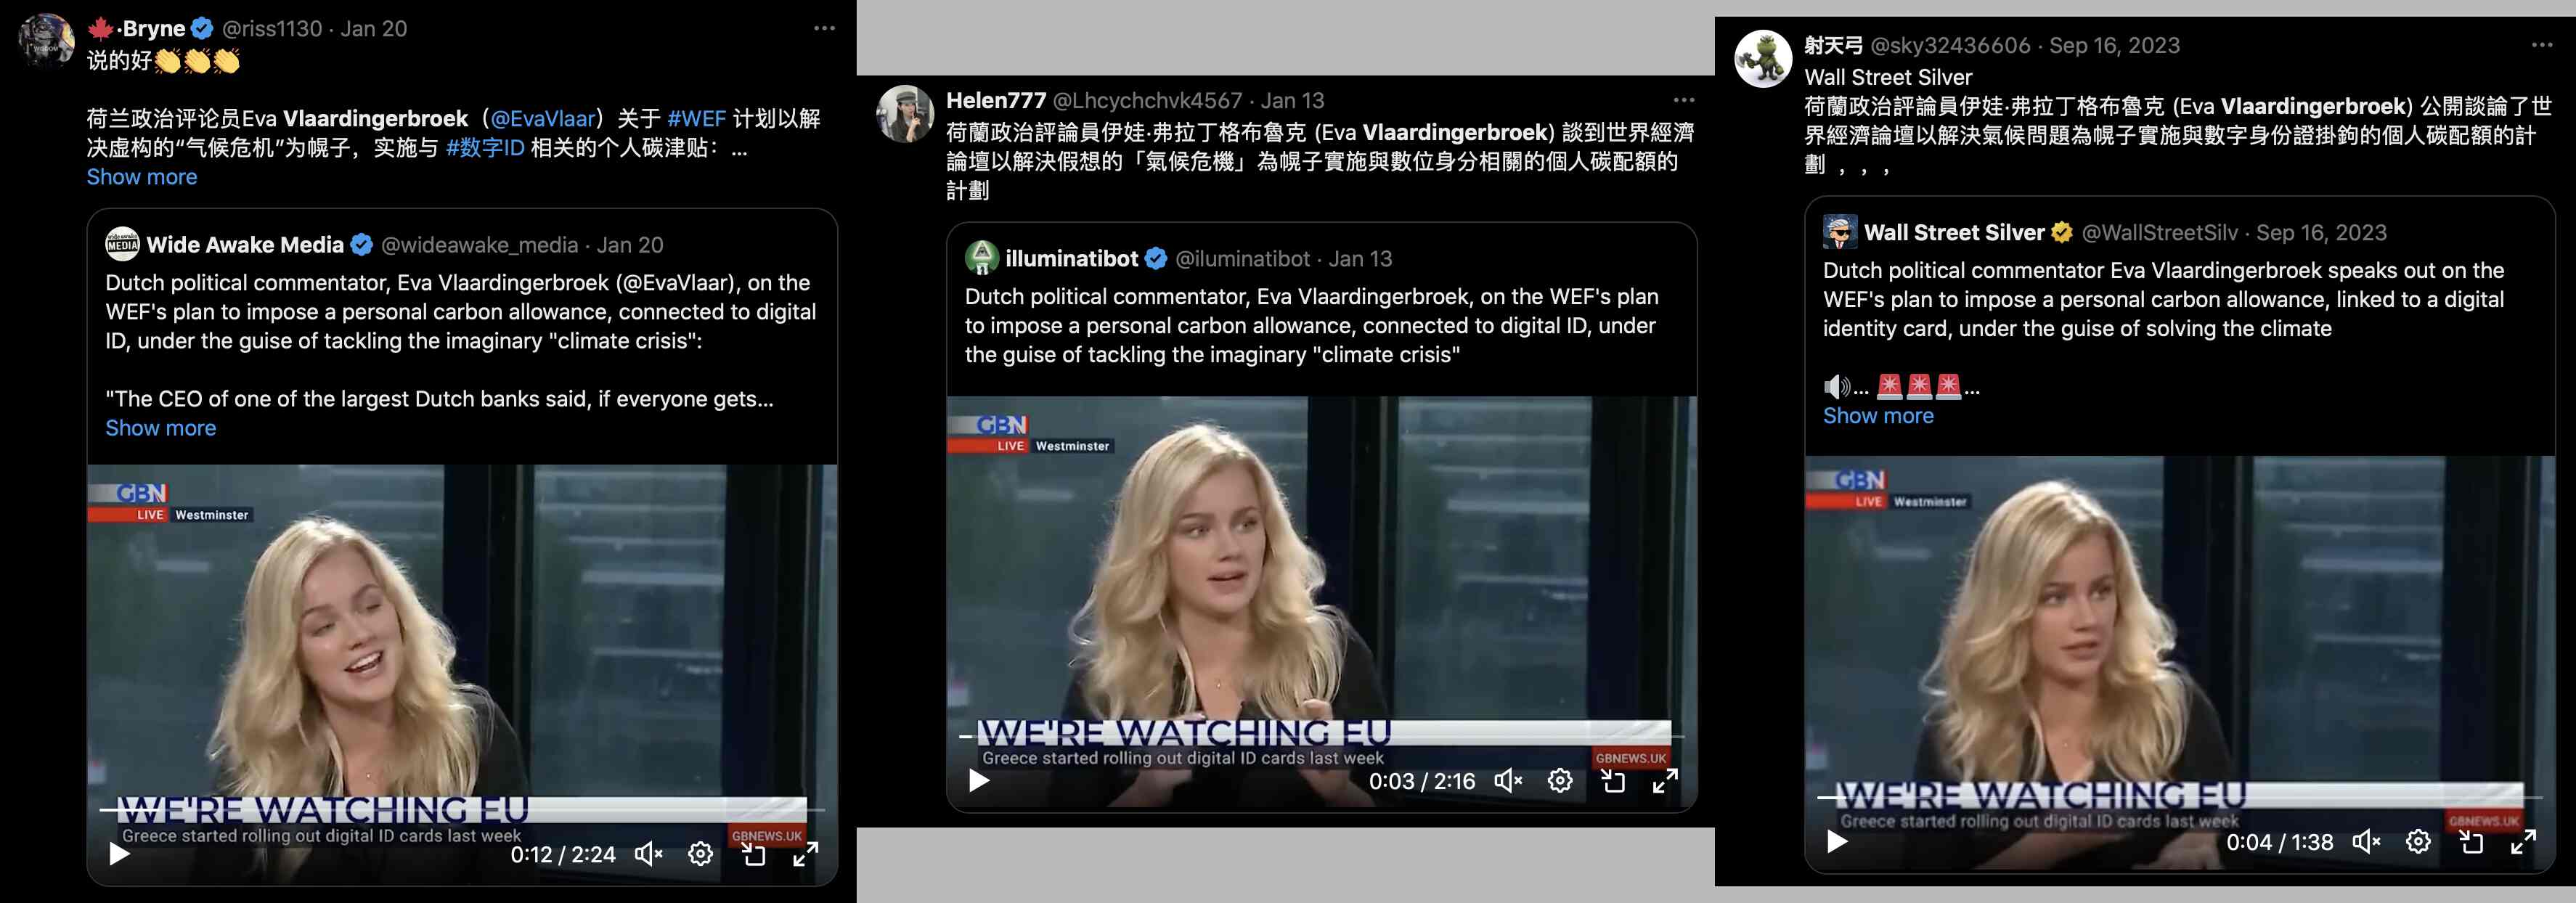 🍁·Bryne @riss1130 · Jan 20
说的好👏👏👏
荷兰政治评论员Eva Vlaardingerbroek（@EvaVlaar）关于 #WEF 计划以解
决虚构的“气候危机”为幌子，实施与 #数字ID 相关的个人碳津贴：...
Show more
Wide Awake Media @wideawake_media · Jan 20
Dutch political commentator, Eva Vlaardingerbroek (@EvaVlaar), on the
WEF's plan to impose a personal carbon allowance, connected to digital
ID, under the guise of tackling the imaginary "climate crisis":
"The CEO of one of the largest Dutch banks said, if everyone gets...
Show more
GBN
LIVE Westminster
WE'RE WATCHING EU
Greece started rolling out digital ID cards last week
GBNEWS.UK
0:12 / 2:24
Helen777 @Lhcychchvk4567 · Jan 13
荷蘭政治評論員伊娃·弗拉丁格布魯克 (Eva Vlaardingerbroek) 談到世界經濟
論壇以解決假想的「氣候危機」為幌子實施與數位身分相關的個人碳配額的
計劃
illuminatibot @iluminatibot · Jan 13
Dutch political commentator, Eva Vlaardingerbroek, on the WEF's plan
to impose a personal carbon allowance, connected to digital ID, under
the guise of tackling the imaginary "climate crisis"
GBN
LIVE Westminster
WE'RE WATCHING EU
Greece started rolling out digital ID cards last week
GBNEWS.UK
0:03 / 2:16
射天弓 @sky32436606 · Sep 16, 2023
Wall Street Silver
荷蘭政治評論員伊娃·弗拉丁格布魯克 (Eva Vlaardingerbroek) 公開談論了世
界經濟論壇以解決氣候問題為幌子實施與數字身份證掛鉤的個人碳配額的計
劃 ，，，
Wall Street Silver @WallStreetSilv · Sep 16, 2023
Dutch political commentator Eva Vlaardingerbroek speaks out on the
WEF's plan to impose a personal carbon allowance, linked to a digital
identity card, under the guise of solving the climate
🔊... 🚨🚨🚨...
Show more
GBN
LIVE Westminster
WE'RE WATCHING EU
Greece started rolling out digital ID cards last week
GBNEWS.UK
0:04 / 1:38